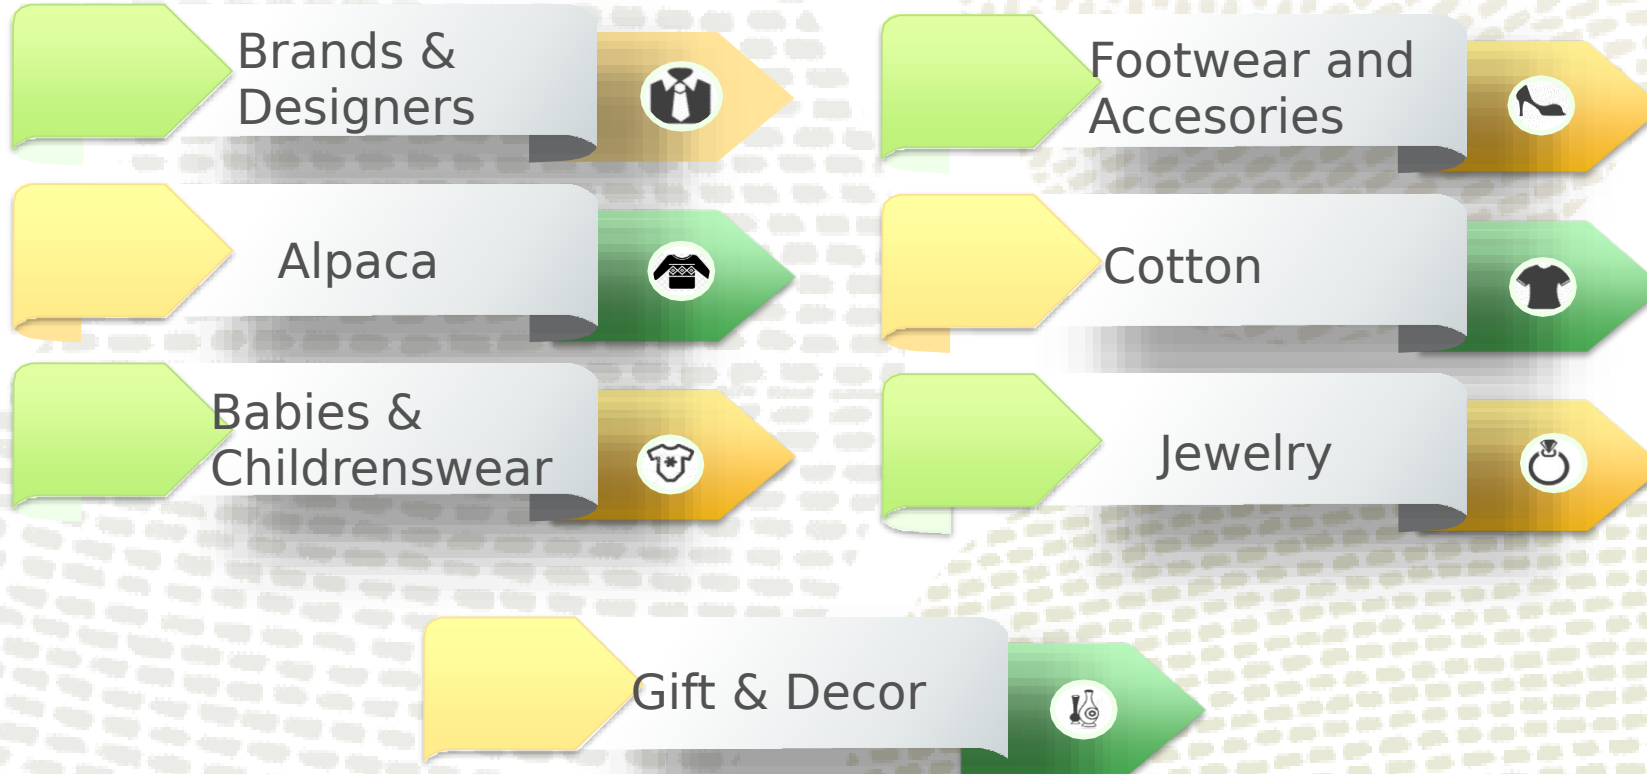 Brands &
Designers
Footwear and
Accesories
Alpaca
Cotton
Babies &
Childrenswear
Jewelry
Gift & Decor